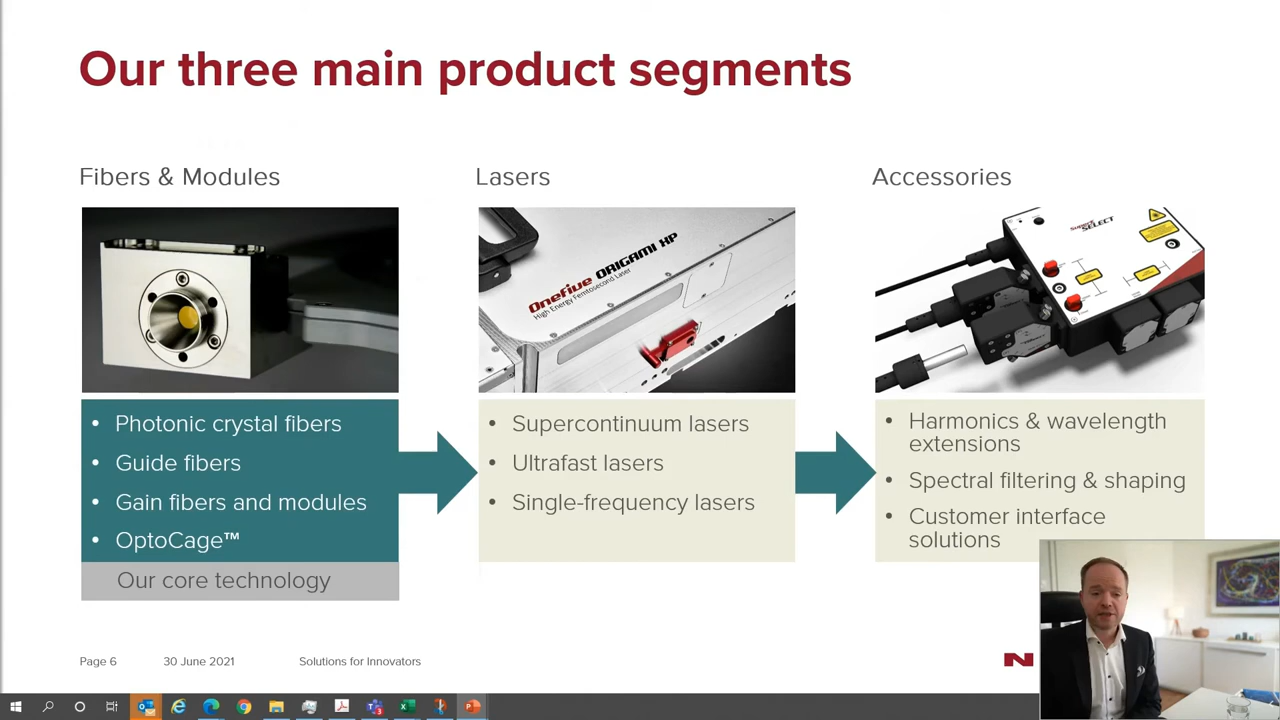 Our three main product segments
Fibers & Modules
Lasers
Accessories
Onefive ORIGAMI XP
High Energy Femtosecond Laser
SuperK
SELECT
• Photonic crystal fibers
• Guide fibers
• Gain fibers and modules
• OptoCage™
Our core technology
• Supercontinuum lasers
• Ultrafast lasers
• Single-frequency lasers
• Harmonics & wavelength
extensions
• Spectral filtering & shaping
• Customer interface
solutions
Page 6
30 June 2021
Solutions for Innovators
N